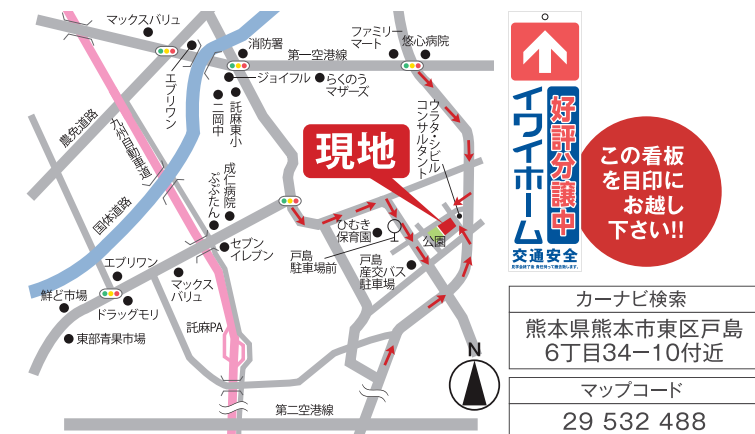 マックスバリュ
消防署
ファミリー
マート
悠心病院
第一空港線
エブリワン
ジョイフル
らくのう
マザーズ
二岡中
託麻東小
農免道路
九州自動車道
国体道路
成仁病院
ぷぷたん
ウラタ・シビル
コンサルタント
現地
ひむき
保育園
公園
戸島
駐車場前
戸島
産交バス
駐車場
セブン
イレブン
エブリワン
マックス
バリュ
鮮ど市場
ドラッグモリ
東部青果市場
託麻PA
第二空港線
N
好評分譲中
イワイホーム
交通安全
この看板
を目印に
お越し
下さい!!
カーナビ検索
熊本県熊本市東区戸島
6丁目34−10付近
マップコード
29 532 488